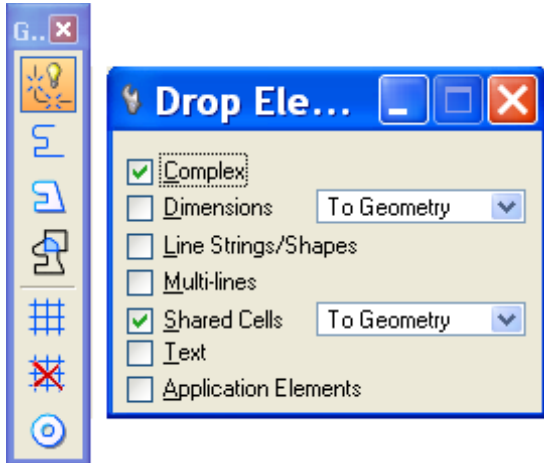 G..
Drop Ele...
Complex
Dimensions To Geometry
Line Strings/Shapes
Multi-lines
Shared Cells To Geometry
Text
Application Elements